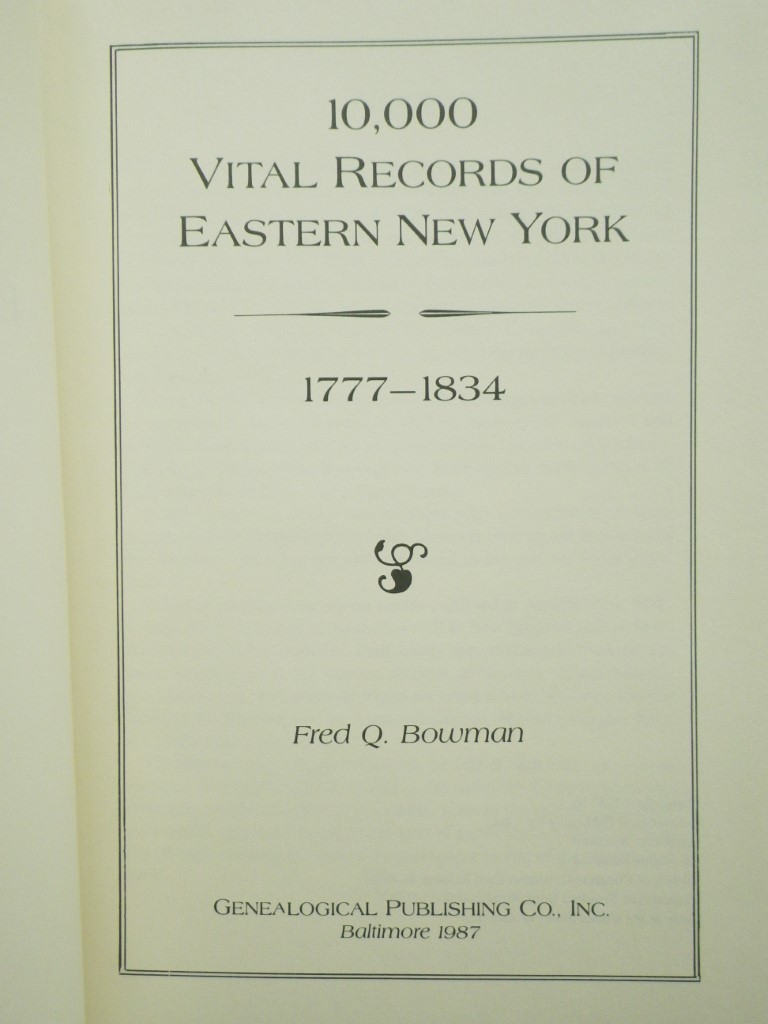 10,000
VITAL RECORDS OF
EASTERN NEW YORK
1777–1834
Fred Q. Bowman
GENEALOGICAL PUBLISHING CO., INC.
Baltimore 1987